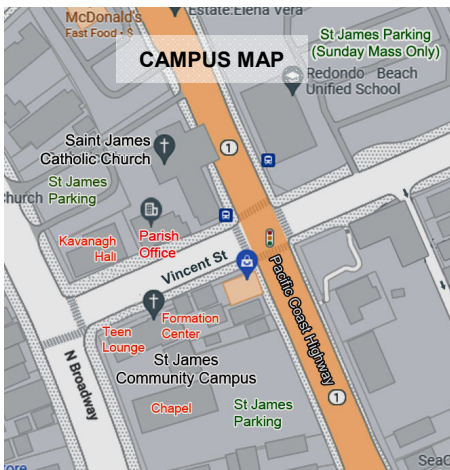 McDonald's
Fast Food • $
Estate:Elena Vera
CAMPUS MAP
St James Parking
(Sunday Mass Only)
Redondo Beach
Unified School
Saint James
Catholic Church
1
St James
Parking
hurch
Kavanagh
Hall
Parish
Office
Vincent St
Pacific Coast Highway
Teen
Lounge
Formation
Center
N Broadway
St James
Community Campus
Chapel
St James
Parking
1
SeaC
ore